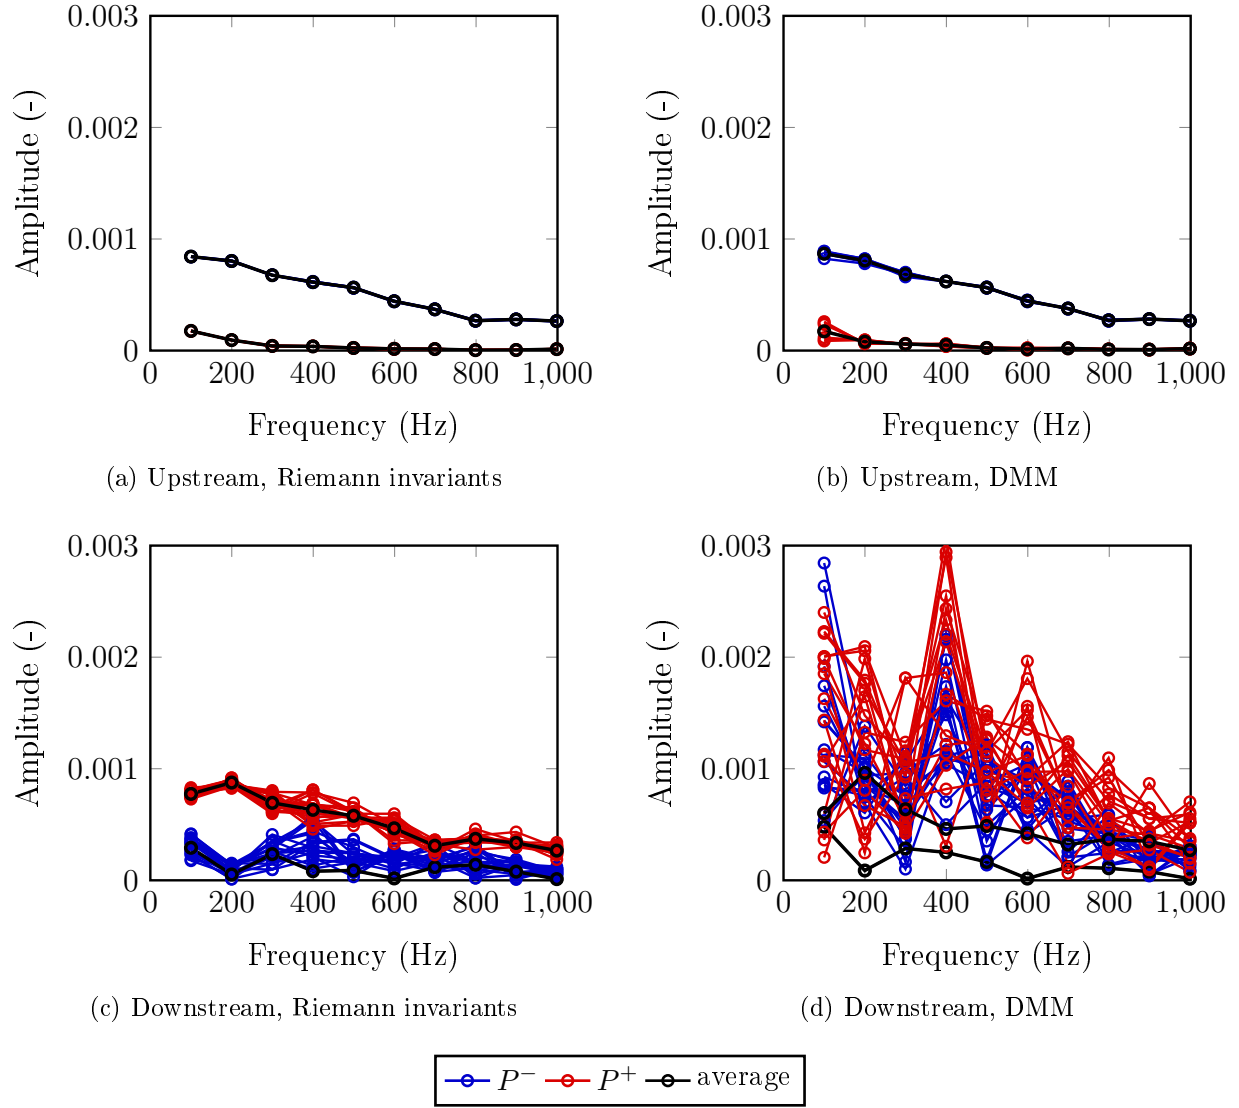 0.003
0.002
0.001
0
Amplitude (-)
0 200 400 600 800 1,000
Frequency (Hz)
(a) Upstream, Riemann invariants
0.003
0.002
0.001
0
Amplitude (-)
0 200 400 600 800 1,000
Frequency (Hz)
(b) Upstream, DMM
0.003
0.002
0.001
0
Amplitude (-)
0 200 400 600 800 1,000
Frequency (Hz)
(c) Downstream, Riemann invariants
0.003
0.002
0.001
0
Amplitude (-)
0 200 400 600 800 1,000
Frequency (Hz)
(d) Downstream, DMM
P⁻ P⁺ average